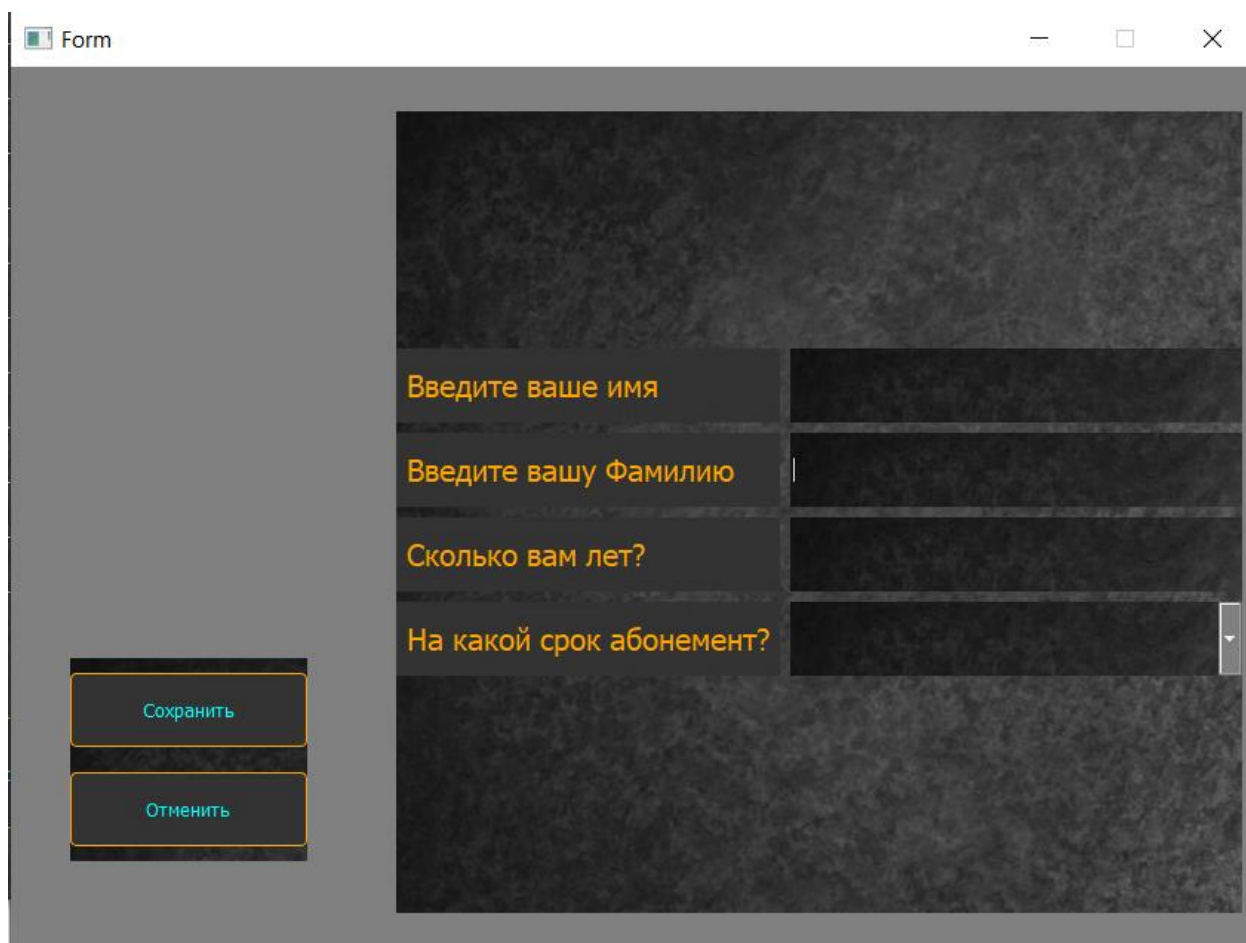 Form
Введите ваше имя
Введите вашу Фамилию
Сколько вам лет?
На какой срок абонемент?
Сохранить
Отменить